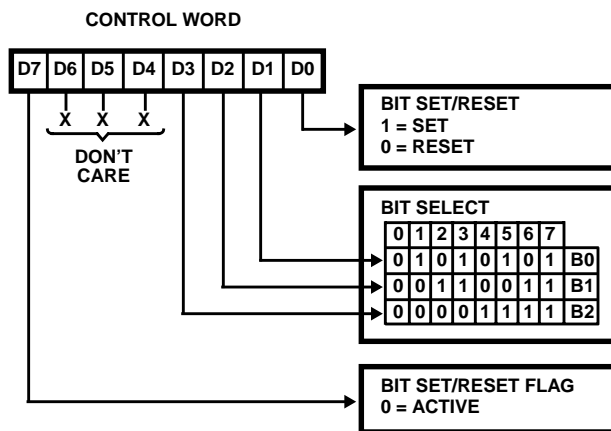 CONTROL WORD
D7 D6 D5 D4 D3 D2 D1 D0
X X X
DON'T
CARE
BIT SET/RESET
1 = SET
0 = RESET
BIT SELECT
0 1 2 3 4 5 6 7
0 1 0 1 0 1 0 1 B0
0 0 1 1 0 0 1 1 B1
0 0 0 0 1 1 1 1 B2
BIT SET/RESET FLAG
0 = ACTIVE